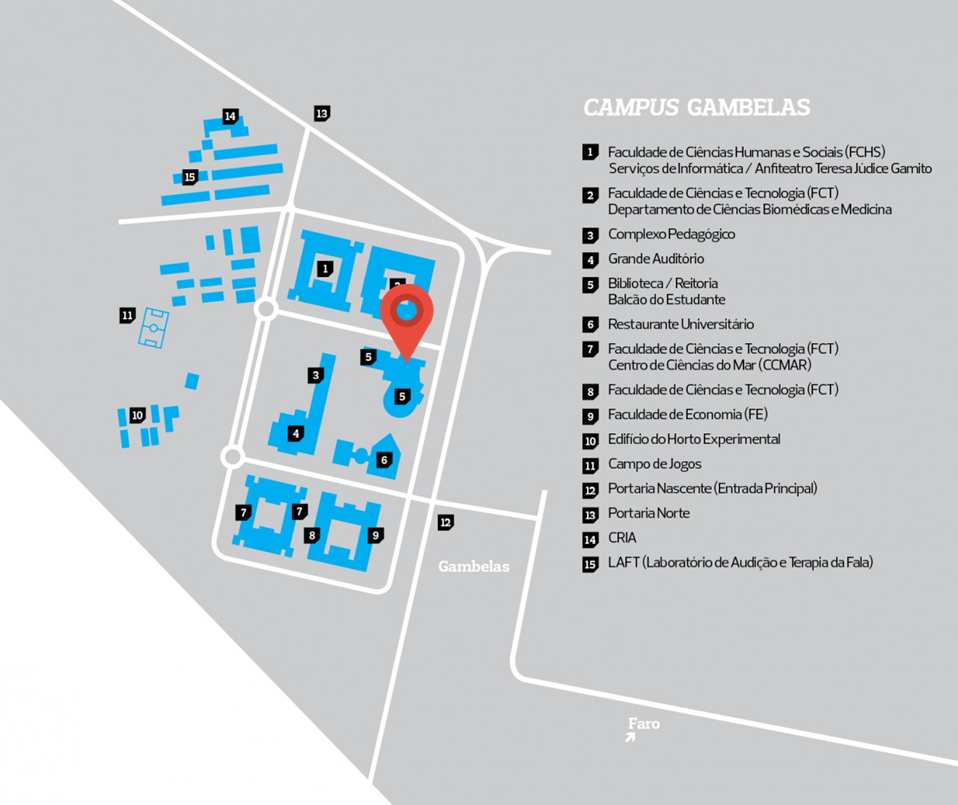 CAMPUS GAMBELAS
1 Faculdade de Ciências Humanas e Sociais (FCHS)
Serviços de Informática / Anfiteatro Teresa Júdice Gamito
2 Faculdade de Ciências e Tecnologia (FCT)
Departamento de Ciências Biomédicas e Medicina
3 Complexo Pedagógico
4 Grande Auditório
5 Biblioteca / Reitoria
Balcão do Estudante
6 Restaurante Universitário
7 Faculdade de Ciências e Tecnologia (FCT)
Centro de Ciências do Mar (CCMAR)
8 Faculdade de Ciências e Tecnologia (FCT)
9 Faculdade de Economia (FE)
10 Edifício do Horto Experimental
11 Campo de Jogos
12 Portaria Nascente (Entrada Principal)
13 Portaria Norte
14 CRIA
15 LAFT (Laboratório de Audição e Terapia da Fala)
13
14
15
1
11
5
3
5
10
4
6
7
7
8
9
12
Gambelas
Faro